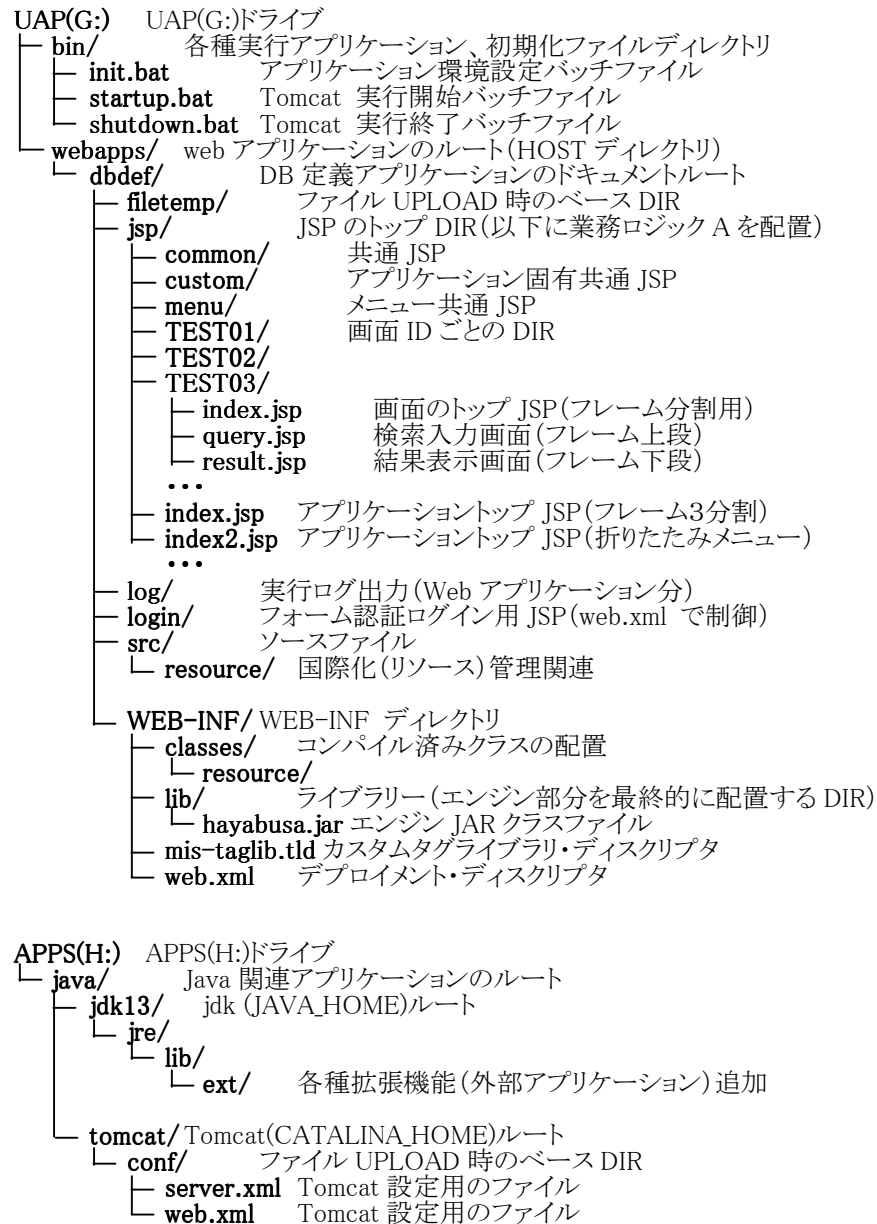 UAP(G:) UAP(G:)ドライブ
bin/ 各種実行アプリケーション、初期化ファイルディレクトリ
init.bat アプリケーション環境設定バッチファイル
startup.bat Tomcat 実行開始バッチファイル
shutdown.bat Tomcat 実行終了バッチファイル
webapps/ web アプリケーションのルート(HOST ディレクトリ)
dbdef/ DB 定義アプリケーションのドキュメントルート
filetemp/ ファイル UPLOAD 時のベース DIR
jsp/ JSP のトップ DIR(以下に業務ロジック A を配置)
common/ 共通 JSP
custom/ アプリケーション固有共通 JSP
menu/ メニュー共通 JSP
TEST01/ 画面 ID ごとの DIR
TEST02/
TEST03/
index.jsp 画面のトップ JSP(フレーム分割用)
query.jsp 検索入力画面(フレーム上段)
result.jsp 結果表示画面(フレーム下段)
・・・
index.jsp アプリケーショントップ JSP(フレーム3分割)
index2.jsp アプリケーショントップ JSP(折りたたみメニュー)
・・・
log/ 実行ログ出力(Web アプリケーション分)
login/ フォーム認証ログイン用 JSP(web.xml で制御)
src/ ソースファイル
resource/ 国際化(リソース)管理関連
WEB-INF/ WEB-INF ディレクトリ
classes/ コンパイル済みクラスの配置
resource/
lib/ ライブラリー(エンジン部分を最終的に配置する DIR)
hayabusa.jar エンジン JAR クラスファイル
mis-taglib.tld カスタムタグライブラリ・ディスクリプタ
web.xml デプロイメント・ディスクリプタ
APPS(H:) APPS(H:)ドライブ
java/ Java 関連アプリケーションのルート
jdk13/ jdk (JAVA_HOME)ルート
jre/
lib/
ext/ 各種拡張機能(外部アプリケーション)追加
tomcat/ Tomcat(CATALINA_HOME)ルート
conf/ ファイル UPLOAD 時のベース DIR
server.xml Tomcat 設定用のファイル
web.xml Tomcat 設定用のファイル